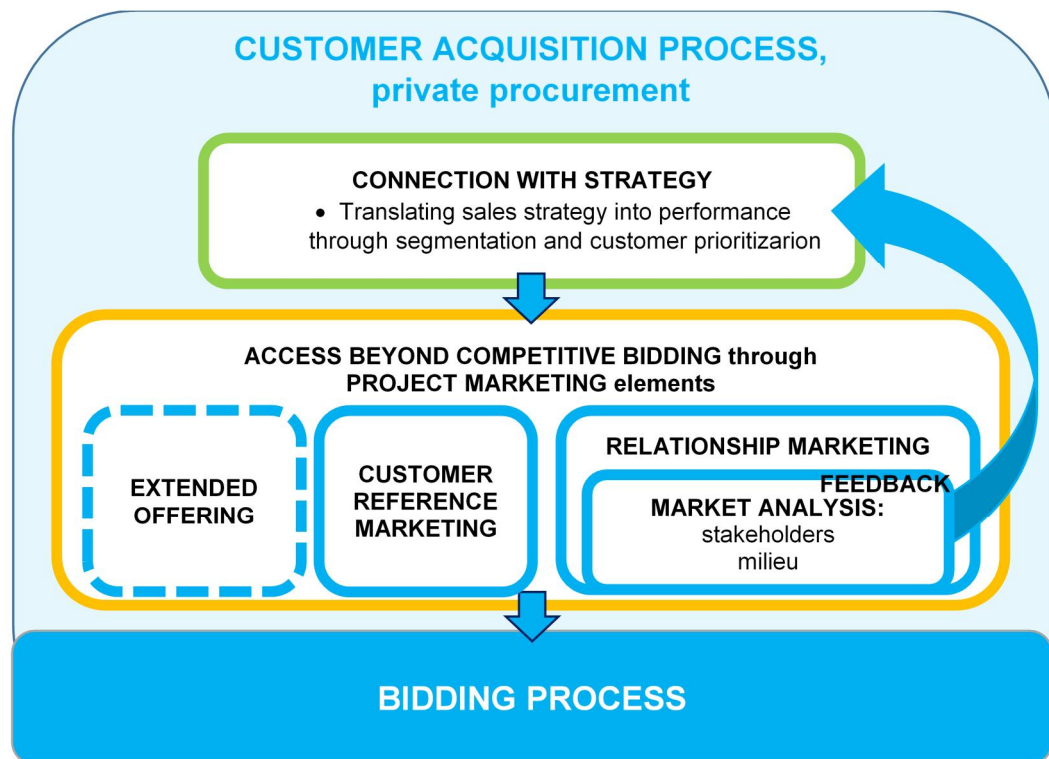 CUSTOMER ACQUISITION PROCESS,
private procurement
CONNECTION WITH STRATEGY
• Translating sales strategy into performance
through segmentation and customer prioritizarion
ACCESS BEYOND COMPETITIVE BIDDING through
PROJECT MARKETING elements
EXTENDED
OFFERING
CUSTOMER
REFERENCE
MARKETING
RELATIONSHIP MARKETING
FEEDBACK
MARKET ANALYSIS:
stakeholders
milieu
BIDDING PROCESS